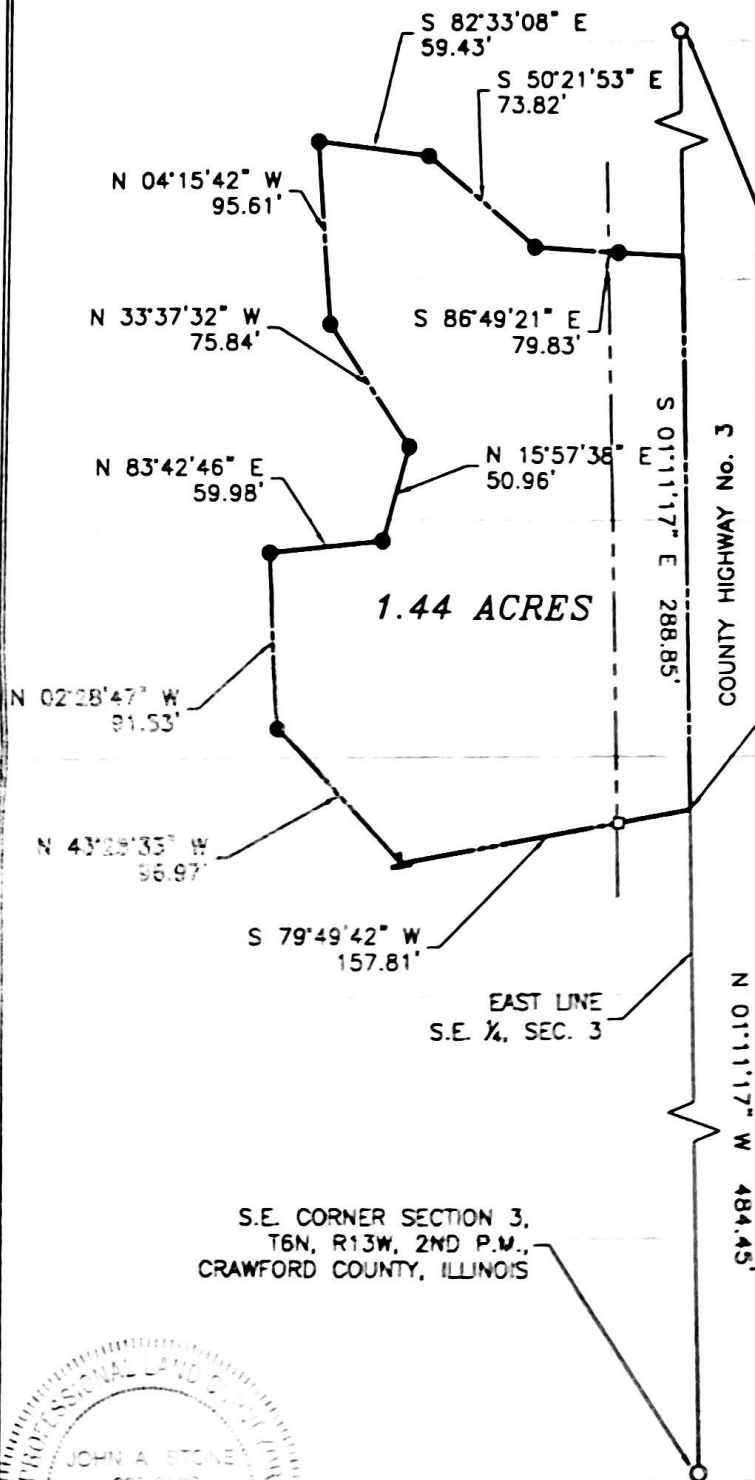 S 82°33'08" E
59.43'
S 50°21'53" E
73.82'
N 04°15'42" W
95.61'
N 33°37'32" W
75.84'
S 86°49'21" E
79.83'
N 83°42'46" E
59.98'
N 15°57'38" E
50.96'
S 01°11'17" E 288.85'
COUNTY HIGHWAY No. 3
1.44 ACRES
N 02°28'47" W
91.53'
N 43°29'33" W
96.97'
S 79°49'42" W
157.81'
EAST LINE
S.E. ¼, SEC. 3
N 01°11'17" W 484.45'
S.E. CORNER SECTION 3,
T6N, R13W, 2ND P.M.,
CRAWFORD COUNTY, ILLINOIS
PROFESSIONAL LAND
JOHN A. STONE